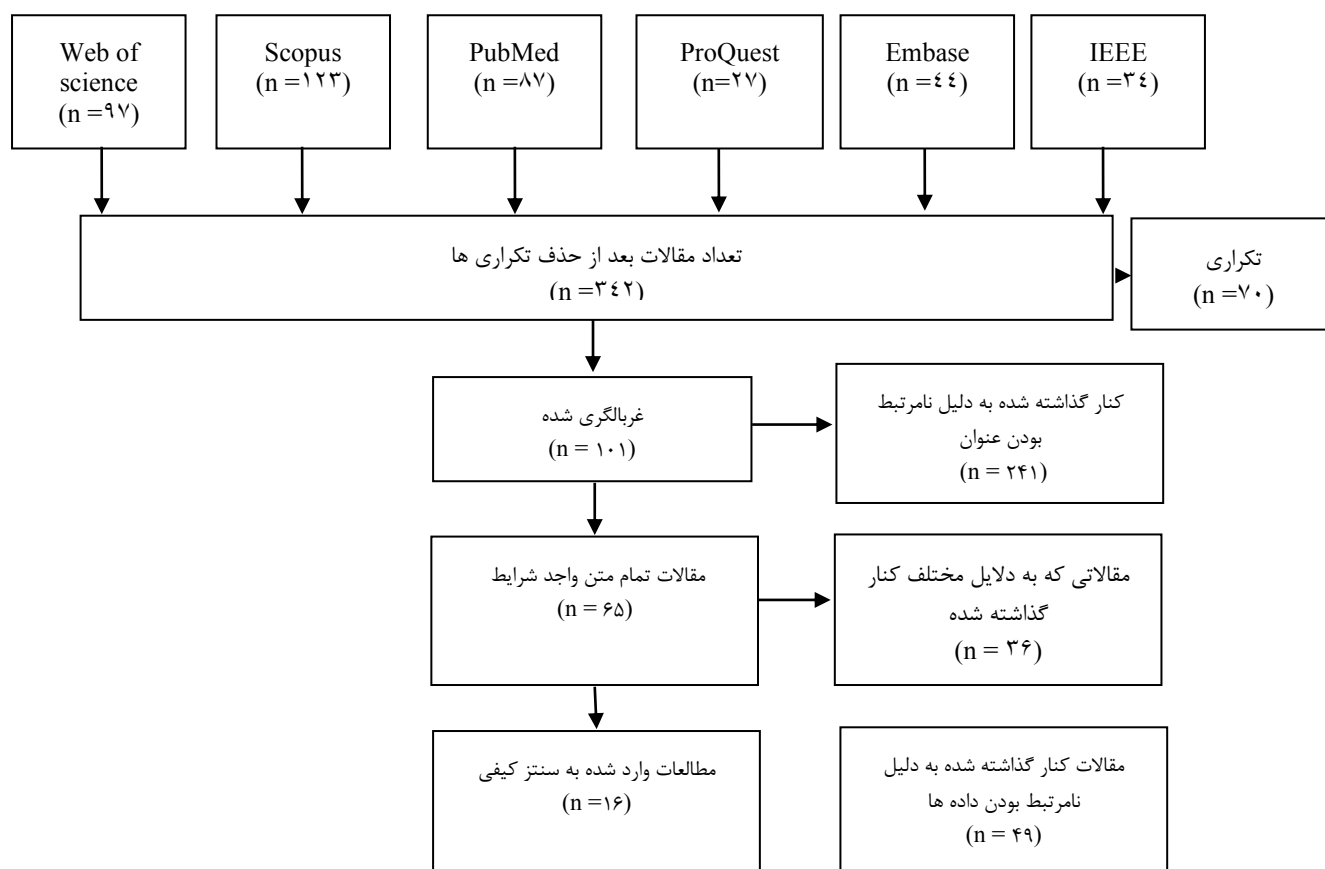 Web of
science
(n =۹۷)
Scopus
(n =۱۲۳)
PubMed
(n =۸۷)
ProQuest
(n=۲۷)
Embase
(n =٤٤)
IEEE
(n =۳٤)
تعداد مقالات بعد از حذف تکراری ها
(n =۳٤۲)
تکراری
(n =۷۰)
غربالگری شده
(n = ۱۰۱)
کنار گذاشته شده به دلیل نامرتبط
بودن عنوان
(n = ۲۴۱)
مقالات تمام متن واجد شرایط
(n = ۶۵)
مقالاتی که به دلایل مختلف کنار
گذاشته شده
(n = ۳۶)
مطالعات وارد شده به سنتز کیفی
(n =۱۶)
مقالات کنار گذاشته شده به دلیل
نامرتبط بودن داده ها
(n = ۴۹)